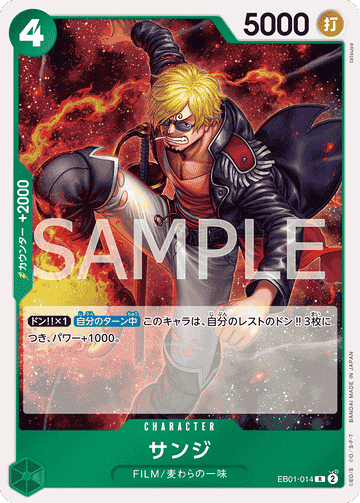 4
5000
打
tatsuya
カウンター +2000
SAMPLE
ドン!!×1 自分のターン中 このキャラは、自分のレストのドン!!3枚に
つき、パワー+1000。
CHARACTER
サンジ
FILM/麦わらの一味
EB01-014 R 2
©E.O/S. ©O./S・F・T BANDAI MADE IN JAPAN